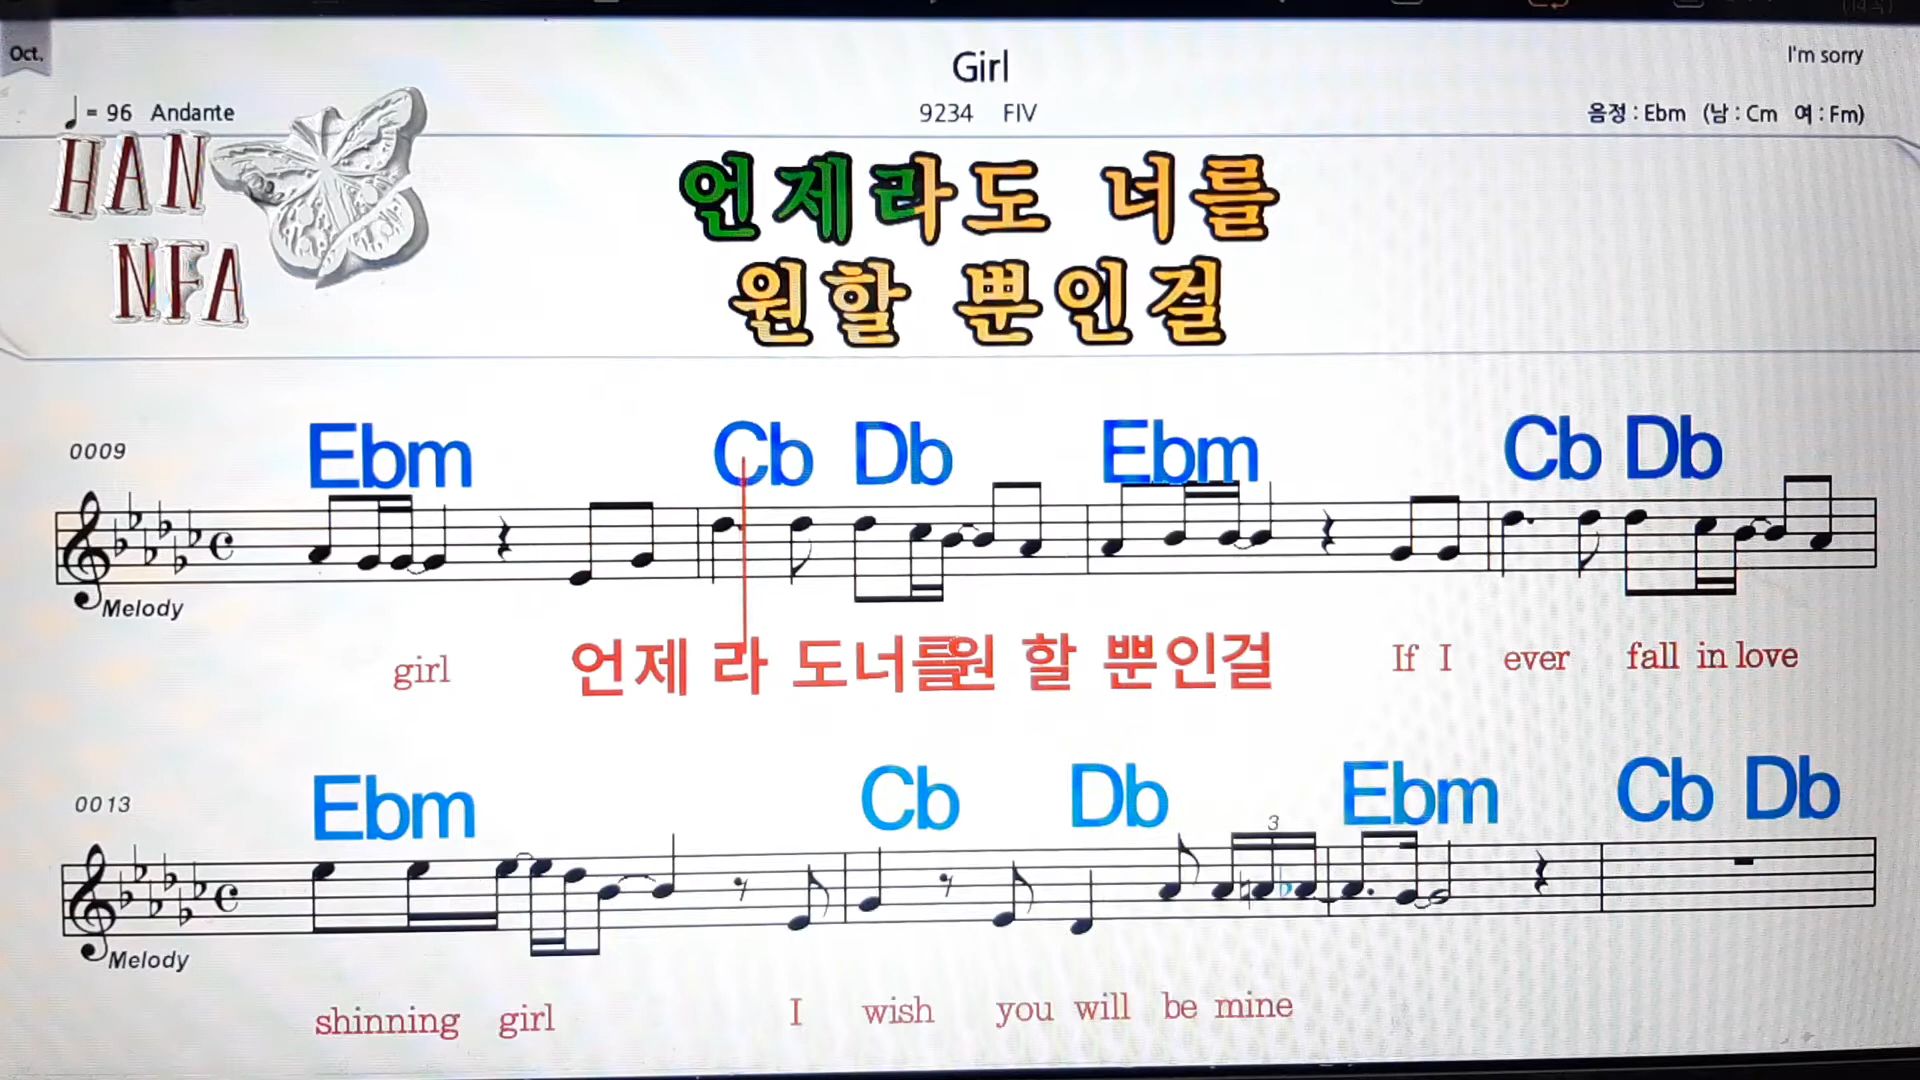 Oct.
Girl
I'm sorry
♩ = 96 Andante
9234 FIV
음정 : Ebm (남 : Cm 여 : Fm)
HAN
NFA
언제라도 너를
원할 뿐인걸
0009
Ebm Cb Db Ebm Cb Db
Melody
girl 언제 라 도너를원 할 뿐인걸 If I ever fall in love
0013
Ebm Cb Db Ebm Cb Db
3
Melody
shinning girl I wish you will be mine